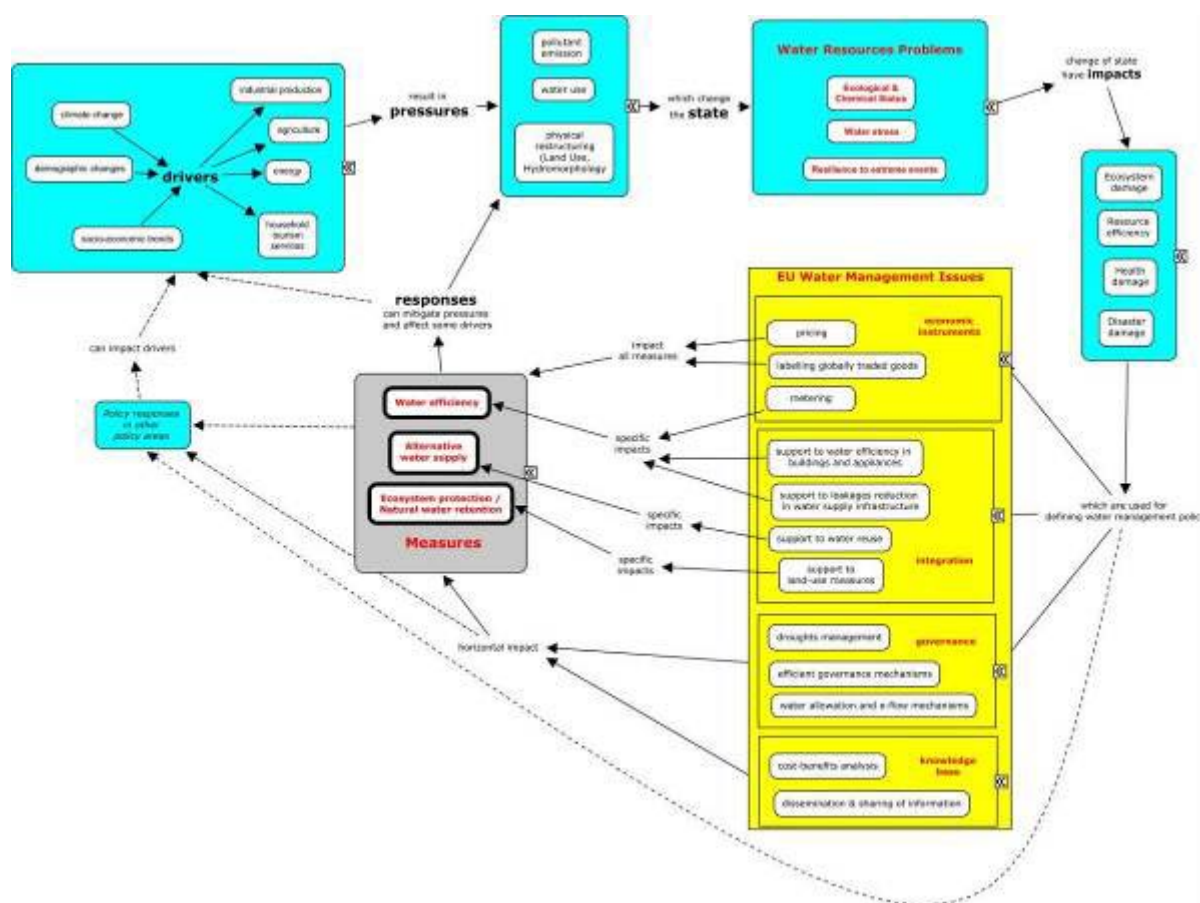 climate change
demographic changes
socio-economic trends
drivers
industrial production
agriculture
energy
household
tourism
services
result in
pressures
pollutant
emission
water use
physical
restructuring
(Land Use,
Hydromorphology
which change
the state
Water Resources Problems
Ecological &
Chemical Status
Water stress
Resilience to extreme events
change of state
have impacts
Ecosystem
damage
Resource
efficiency
Health
damage
Disaster
damage
which are used for
defining water management polic
responses
can mitigate pressures
and affect some drivers
can impact drivers
Policy responses
in other
policy areas
Water efficiency
Alternative
water supply
Ecosystem protection /
Natural water retention
Measures
impact
all measures
specific
impacts
specific
impacts
specific
impacts
horizontal impact
EU Water Management Issues
economic
instruments
pricing
labelling globally traded goods
metering
support to water efficiency in
buildings and appliances
support to leakages reduction
in water supply infrastructure
support to water reuse
support to
land-use measures
integration
droughts management
governance
efficient governance mechanisms
water allowation and e-flow mechanisms
cost-benefits analysis
knowledge
base
dissemination & sharing of information